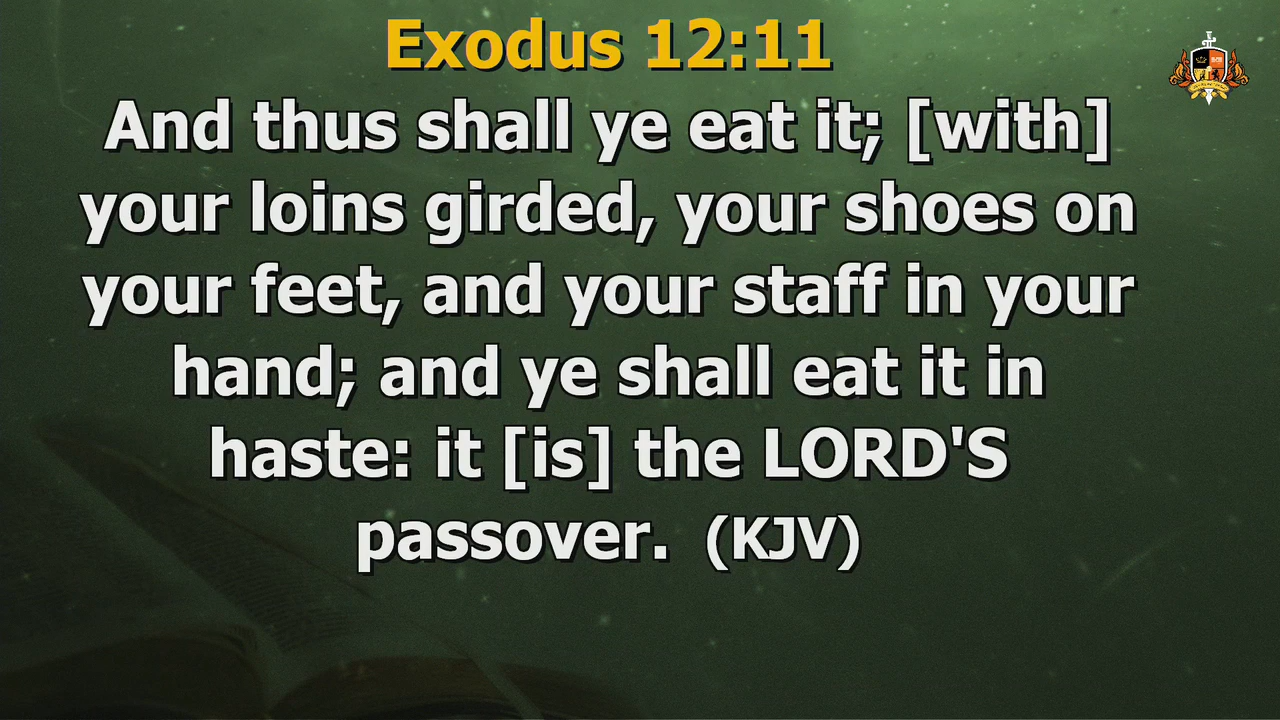 Exodus 12:11
And thus shall ye eat it; [with]
your loins girded, your shoes on
your feet, and your staff in your
hand; and ye shall eat it in
haste: it [is] the LORD'S
passover.  (KJV)